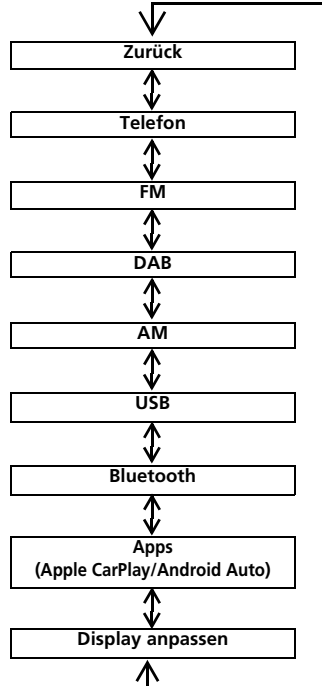 Zurück
Telefon
FM
DAB
AM
USB
Bluetooth
Apps
(Apple CarPlay/Android Auto)
Display anpassen